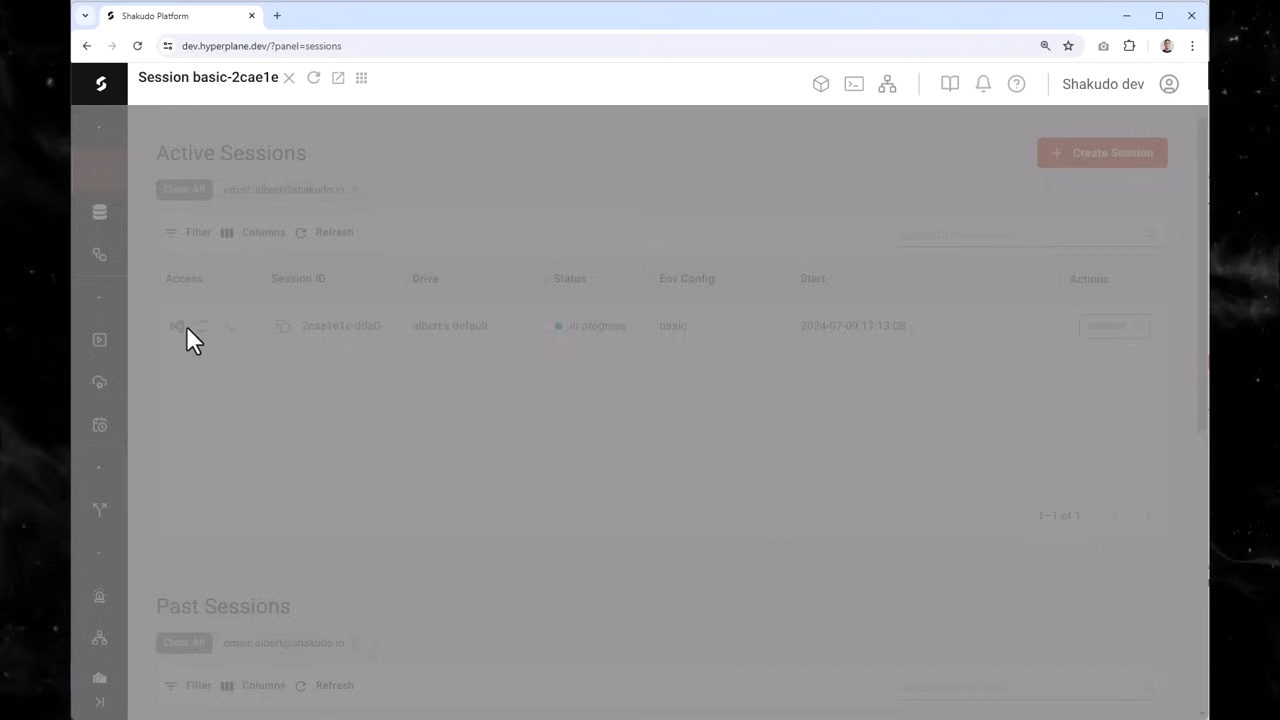 Shakudo Platform
dev.hyperplane.dev/?panel=sessions
Session basic-2cae1e
Shakudo dev
Active Sessions
+ Create Session
Clear All email: albert@shakudo.io
Filter Columns Refresh
Access Session ID Drive Status Env Config Start Actions
2cae1e1c-dda0- albert's default in progress basic 2024-07-09 17:13:08
1–1 of 1
Past Sessions
Clear All email: albert@shakudo.io
Filter Columns Refresh